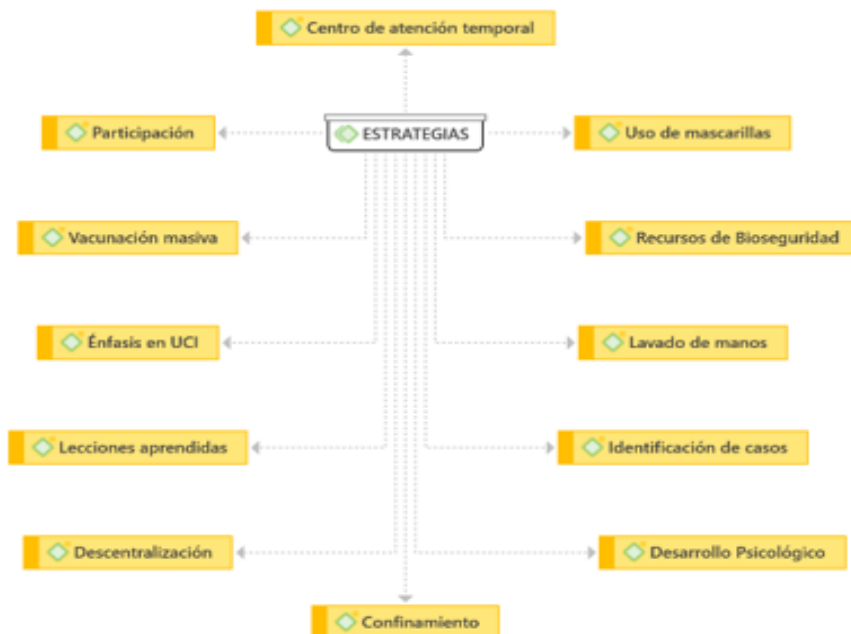 Centro de atención temporal
Participación
ESTRATEGIAS
Uso de mascarillas
Vacunación masiva
Recursos de Bioseguridad
Énfasis en UCI
Lavado de manos
Lecciones aprendidas
Identificación de casos
Descentralización
Desarrollo Psicológico
Confinamiento